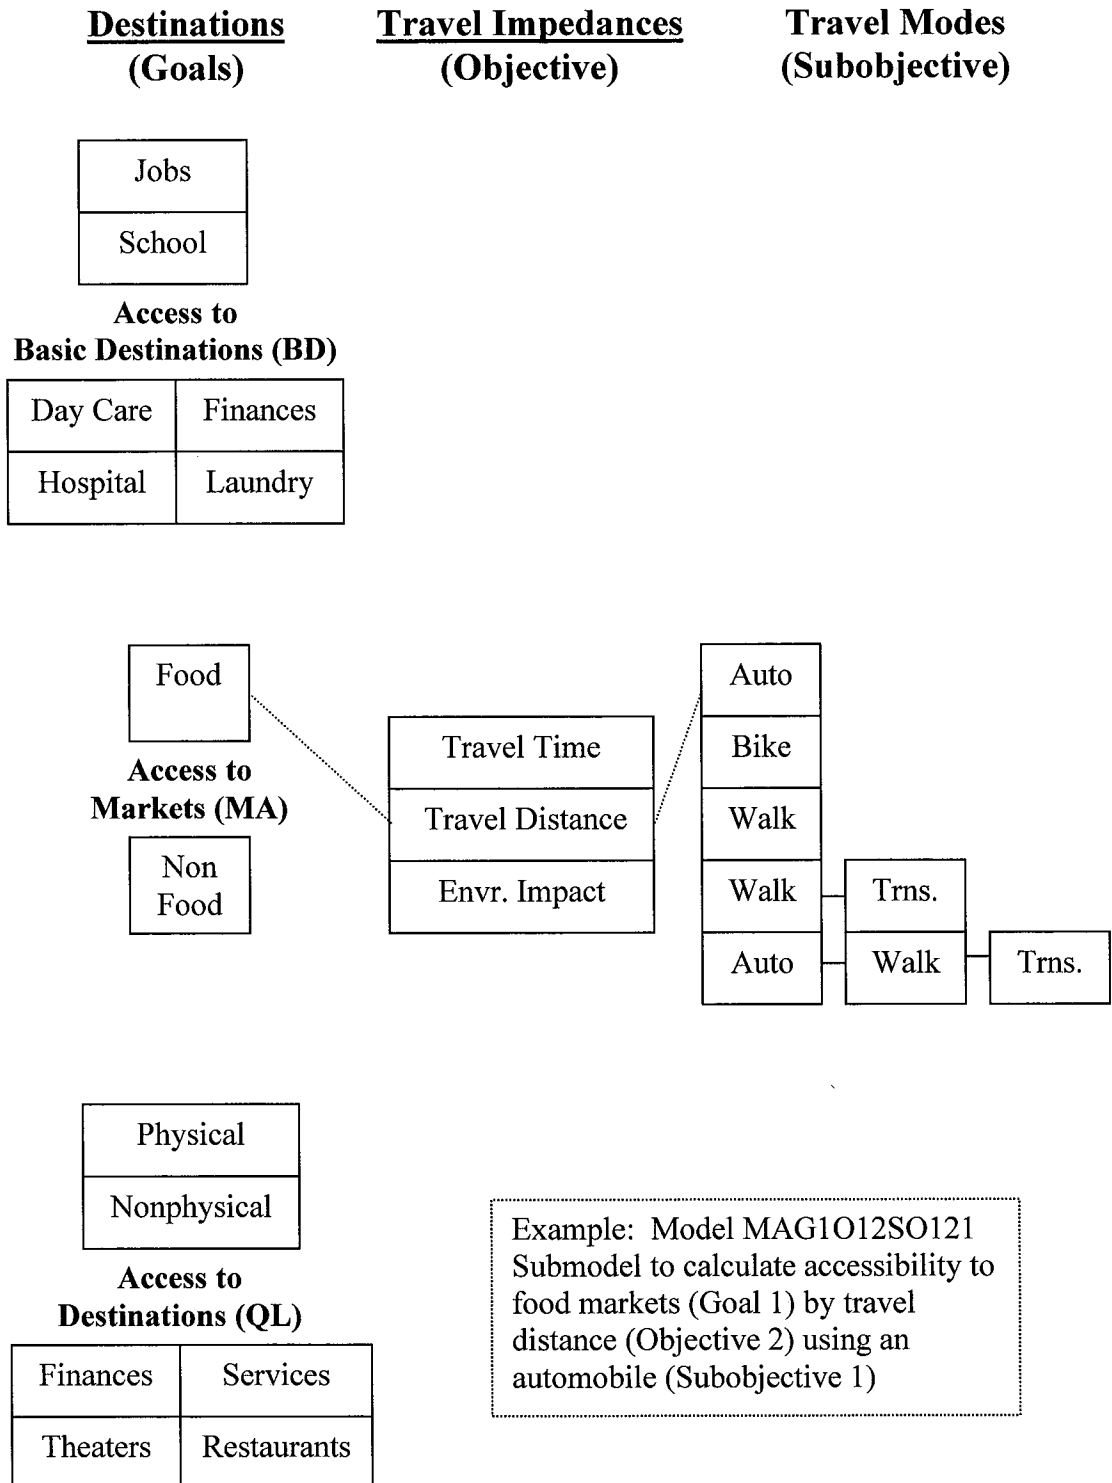 Destinations
(Goals)
Travel Impedances
(Objective)
Travel Modes
(Subobjective)
Jobs
School
Access to
Basic Destinations (BD)
Day Care
Finances
Hospital
Laundry
Food
Access to
Markets (MA)
Non
Food
Travel Time
Travel Distance
Envr. Impact
Auto
Bike
Walk
Walk
Trns.
Auto
Walk
Trns.
Physical
Nonphysical
Access to
Destinations (QL)
Finances
Services
Theaters
Restaurants
Example: Model MAG1O12SO121
Submodel to calculate accessibility to
food markets (Goal 1) by travel
distance (Objective 2) using an
automobile (Subobjective 1)